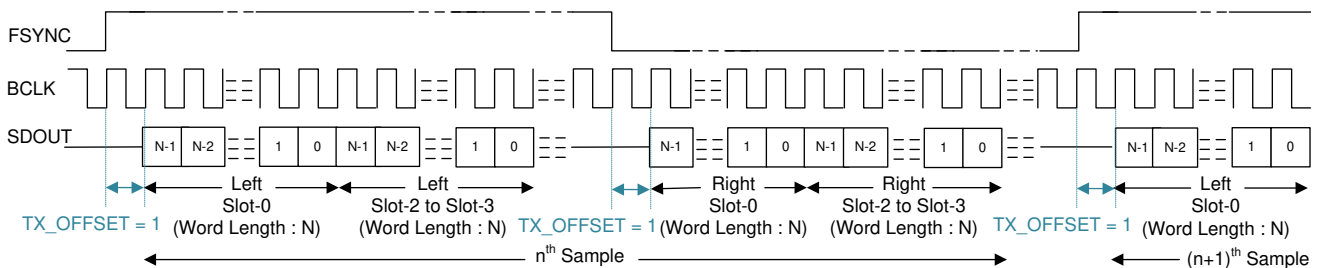 FSYNC
BCLK
SDOUT N-1 N-2 1 0 N-1 N-2 1 0 N-1 1 0 N-1 N-2 1 0 N-1 N-2 1 0
TX_OFFSET = 1
Left
Slot-0
(Word Length : N)
Left
Slot-2 to Slot-3
(Word Length : N)
TX_OFFSET = 1
Right
Slot-0
(Word Length : N)
Right
Slot-2 to Slot-3
(Word Length : N)
TX_OFFSET = 1
Left
Slot-0
(Word Length : N)
nth Sample
(n+1)th Sample